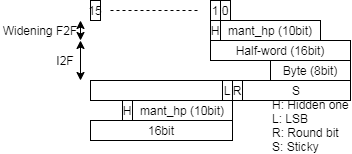 15 1 0
Widening F2F H mant_hp (10bit)
Half-word (16bit)
I2F
Byte (8bit)
L R S
H mant_hp (10bit)
H: Hidden one
16bit
L: LSB
R: Round bit
S: Sticky